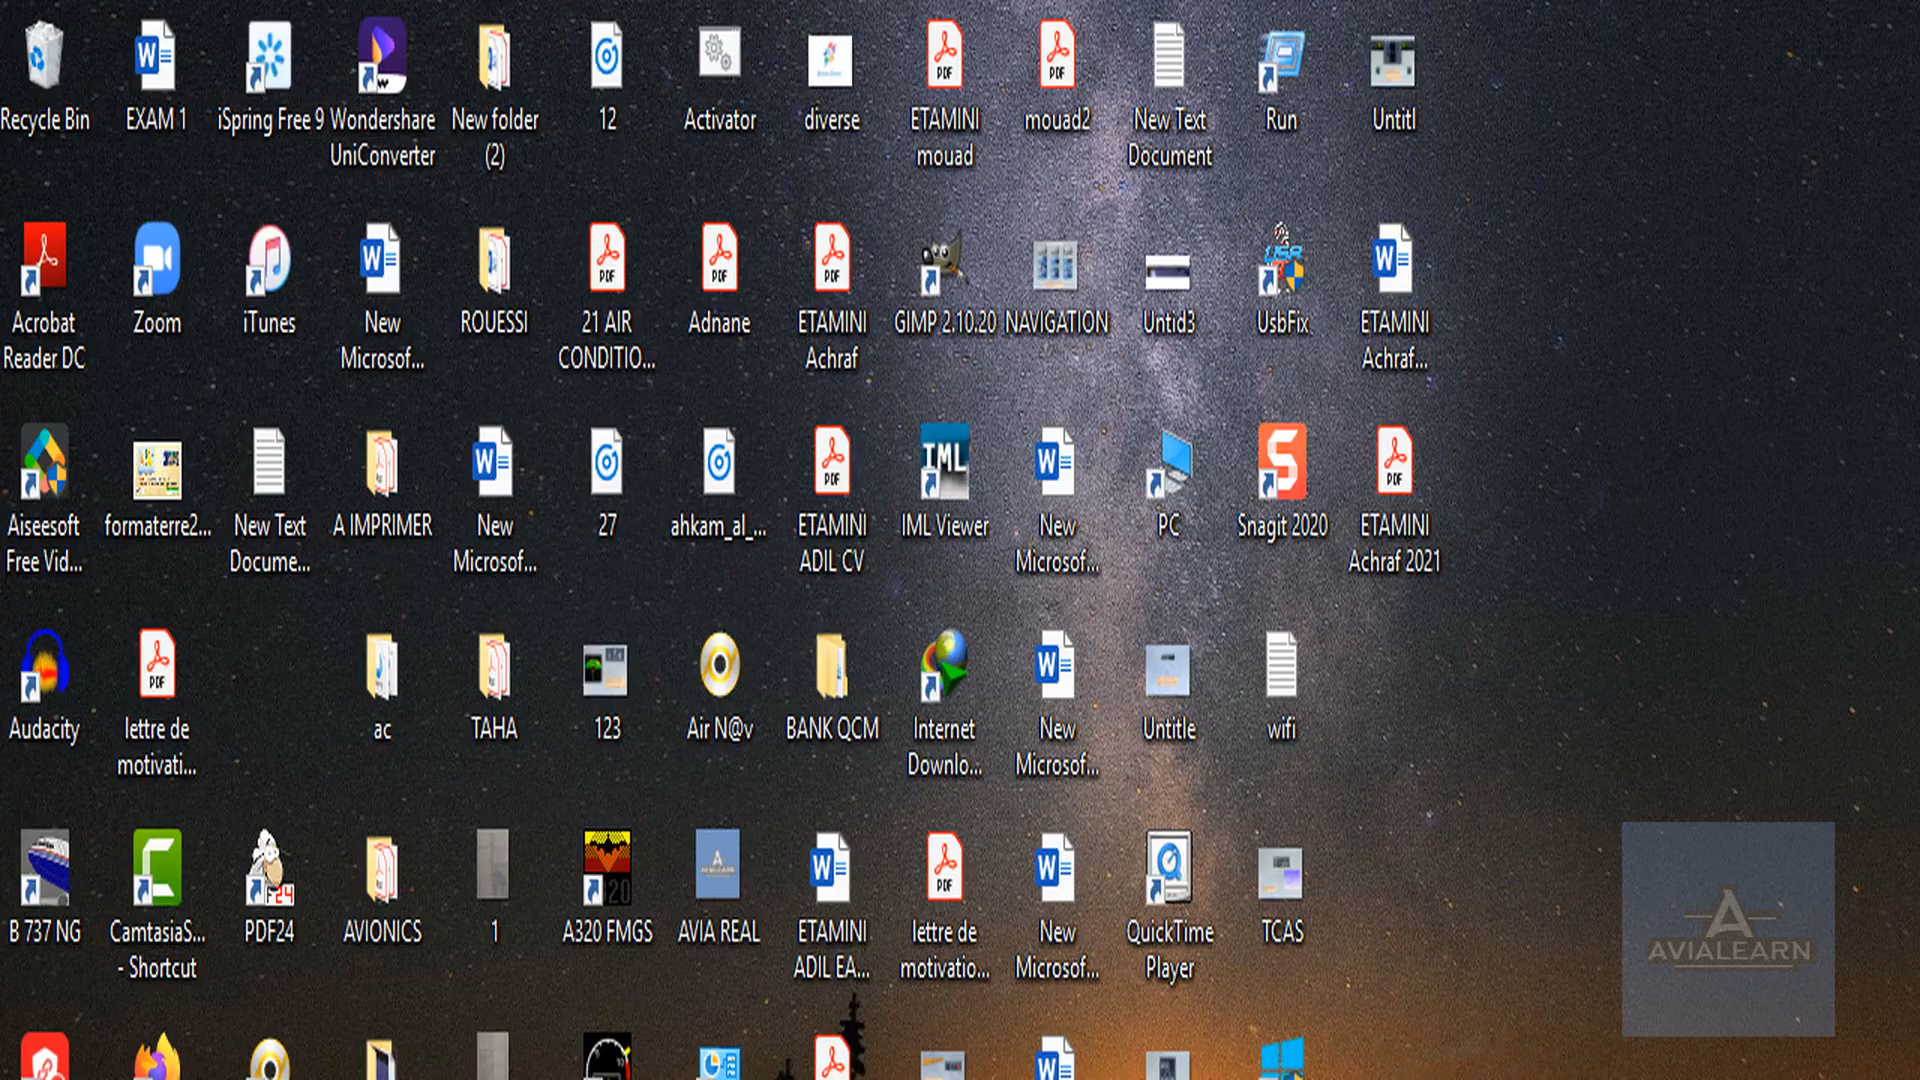 Recycle Bin
EXAM 1
iSpring Free 9
Wondershare
UniConverter
New folder
(2)
12
Activator
diverse
ETAMINI
mouad
mouad2
New Text
Document
Run
Untitl
Acrobat
Reader DC
Zoom
iTunes
New
Microsof...
ROUESSI
21 AIR
CONDITIO...
Adnane
ETAMINI
Achraf
GIMP 2.10.20
NAVIGATION
Untid3
UsbFix
ETAMINI
Achraf...
Aiseesoft
Free Vid...
formaterre2...
New Text
Docume...
A IMPRIMER
New
Microsof...
27
ahkam_al_...
ETAMINI
ADIL CV
IML
IML Viewer
New
Microsof...
PC
Snagit 2020
ETAMINI
Achraf 2021
Audacity
lettre de
motivati...
ac
TAHA
123
Air N@v
BANK QCM
Internet
Downlo...
New
Microsof...
Untitle
wifi
B 737 NG
CamtasiaS...
- Shortcut
PDF24
AVIONICS
1
A320 FMGS
AVIA REAL
ETAMINI
ADIL EA...
lettre de
motivatio...
New
Microsof...
QuickTime
Player
TCAS
AVIALEARN